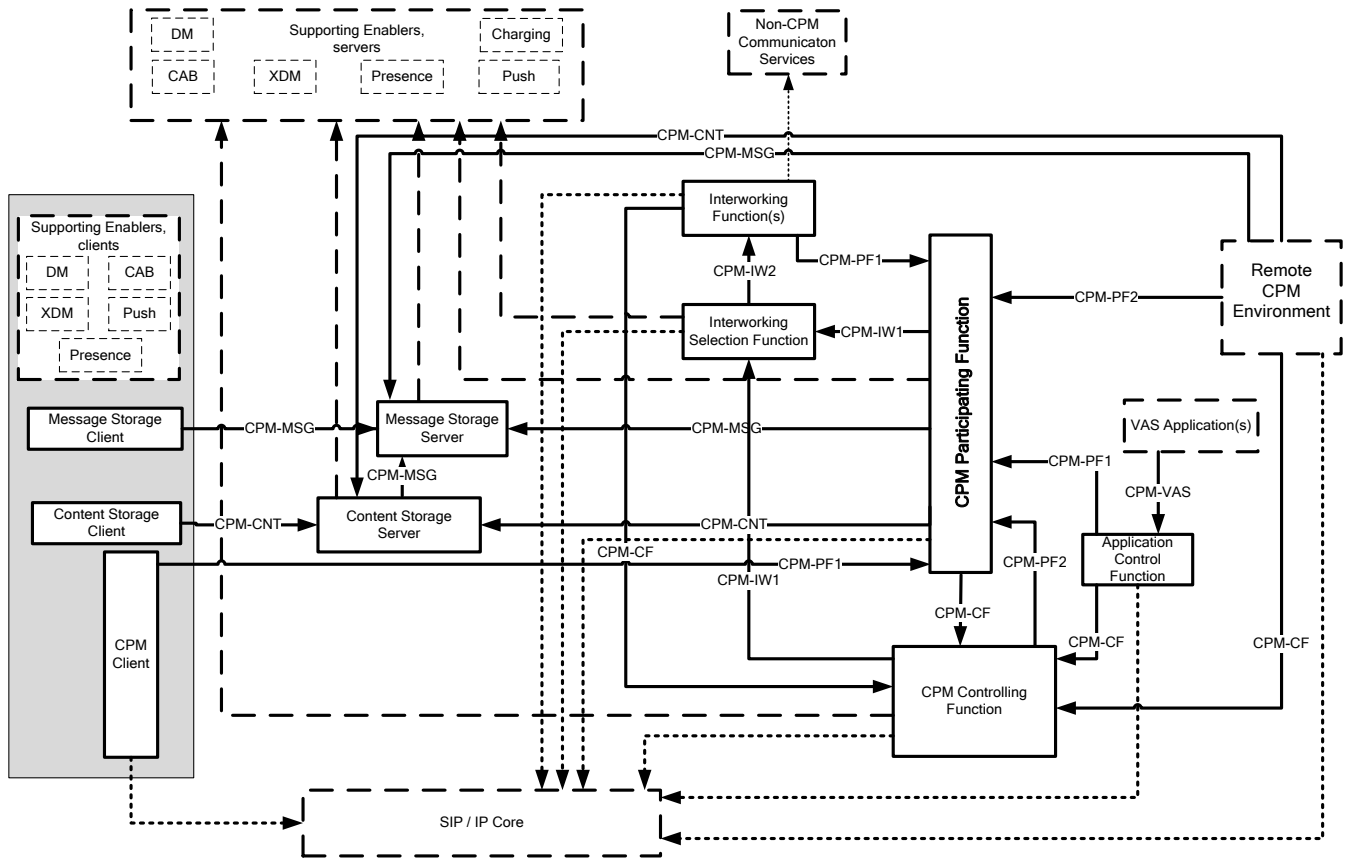 DM
Supporting Enablers,
servers
Charging
CAB
XDM
Presence
Push
Non-CPM
Communicaton
Services
CPM-CNT
CPM-MSG
Supporting Enablers,
clients
DM
CAB
XDM
Push
Presence
Interworking
Function(s)
CPM-PF1
CPM-IW2
Interworking
Selection Function
CPM-IW1
CPM Participating Function
CPM-PF2
Remote
CPM
Environment
Message Storage
Client
CPM-MSG
Message Storage
Server
CPM-MSG
CPM-MSG
VAS Application(s)
CPM-PF1
CPM-VAS
Content Storage
Client
CPM-CNT
Content Storage
Server
CPM-CNT
CPM-CF
CPM-PF1
CPM-IW1
CPM-PF2
Application
Control
Function
CPM-CF
CPM-CF
CPM-CF
CPM
Client
CPM Controlling
Function
SIP / IP Core